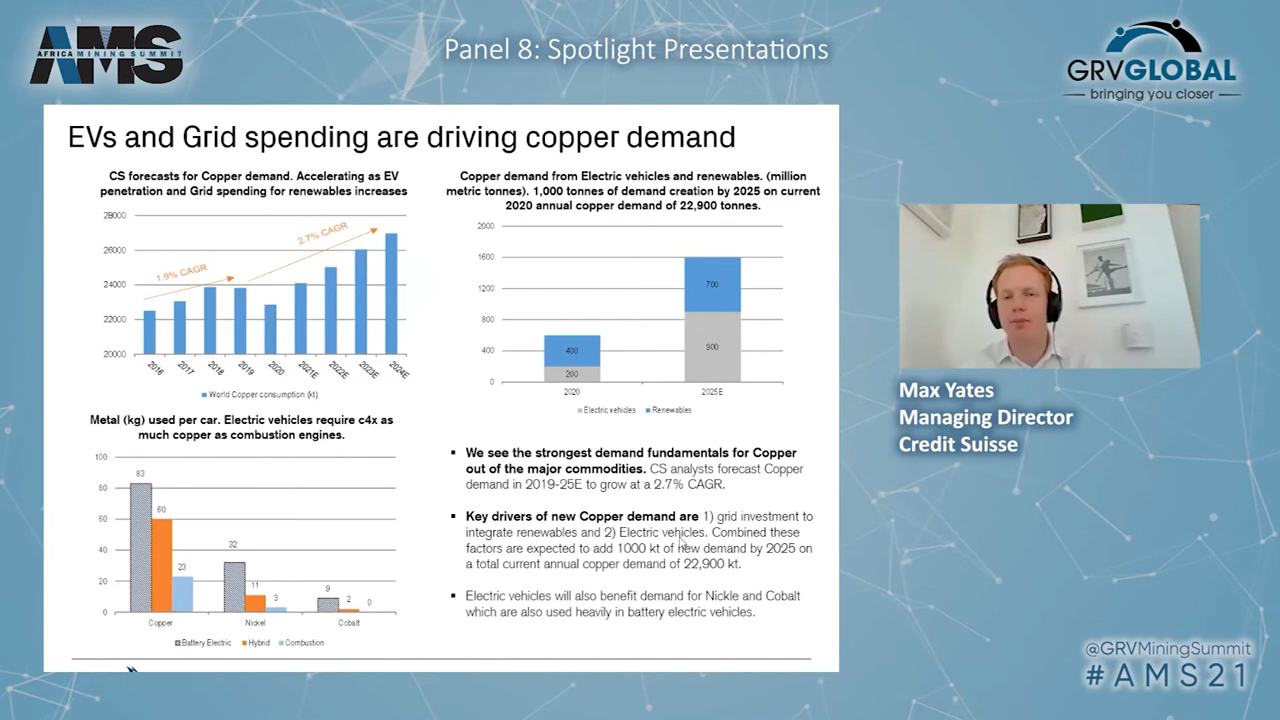 AMS
AFRICA MINING SUMMIT
Panel 8: Spotlight Presentations
GRVGLOBAL
bringing you closer
EVs and Grid spending are driving copper demand
CS forecasts for Copper demand. Accelerating as EV
penetration and Grid spending for renewables increases
28000
26000
24000
22000
20000
1.9% CAGR
2.7% CAGR
2016
2017
2018
2019
2020
2021E
2022E
2023E
2024E
World Copper consumption (kt)
Copper demand from Electric vehicles and renewables. (million
metric tonnes). 1,000 tonnes of demand creation by 2025 on current
2020 annual copper demand of 22,900 tonnes.
2000
1600
1200
800
400
0
400
200
700
900
2020
2025E
Electric vehicles
Renewables
Metal (kg) used per car. Electric vehicles require c4x as
much copper as combustion engines.
100
80
60
40
20
0
83
60
23
32
11
3
9
2
0
Copper
Nickel
Cobalt
Battery Electric
Hybrid
Combustion
We see the strongest demand fundamentals for Copper
out of the major commodities. CS analysts forecast Copper
demand in 2019-25E to grow at a 2.7% CAGR.
Key drivers of new Copper demand are 1) grid investment to
integrate renewables and 2) Electric vehicles. Combined these
factors are expected to add 1000 kt of new demand by 2025 on
a total current annual copper demand of 22,900 kt.
Electric vehicles will also benefit demand for Nickle and Cobalt
which are also used heavily in battery electric vehicles.
Max Yates
Managing Director
Credit Suisse
@GRVMiningSummit
#AMS21